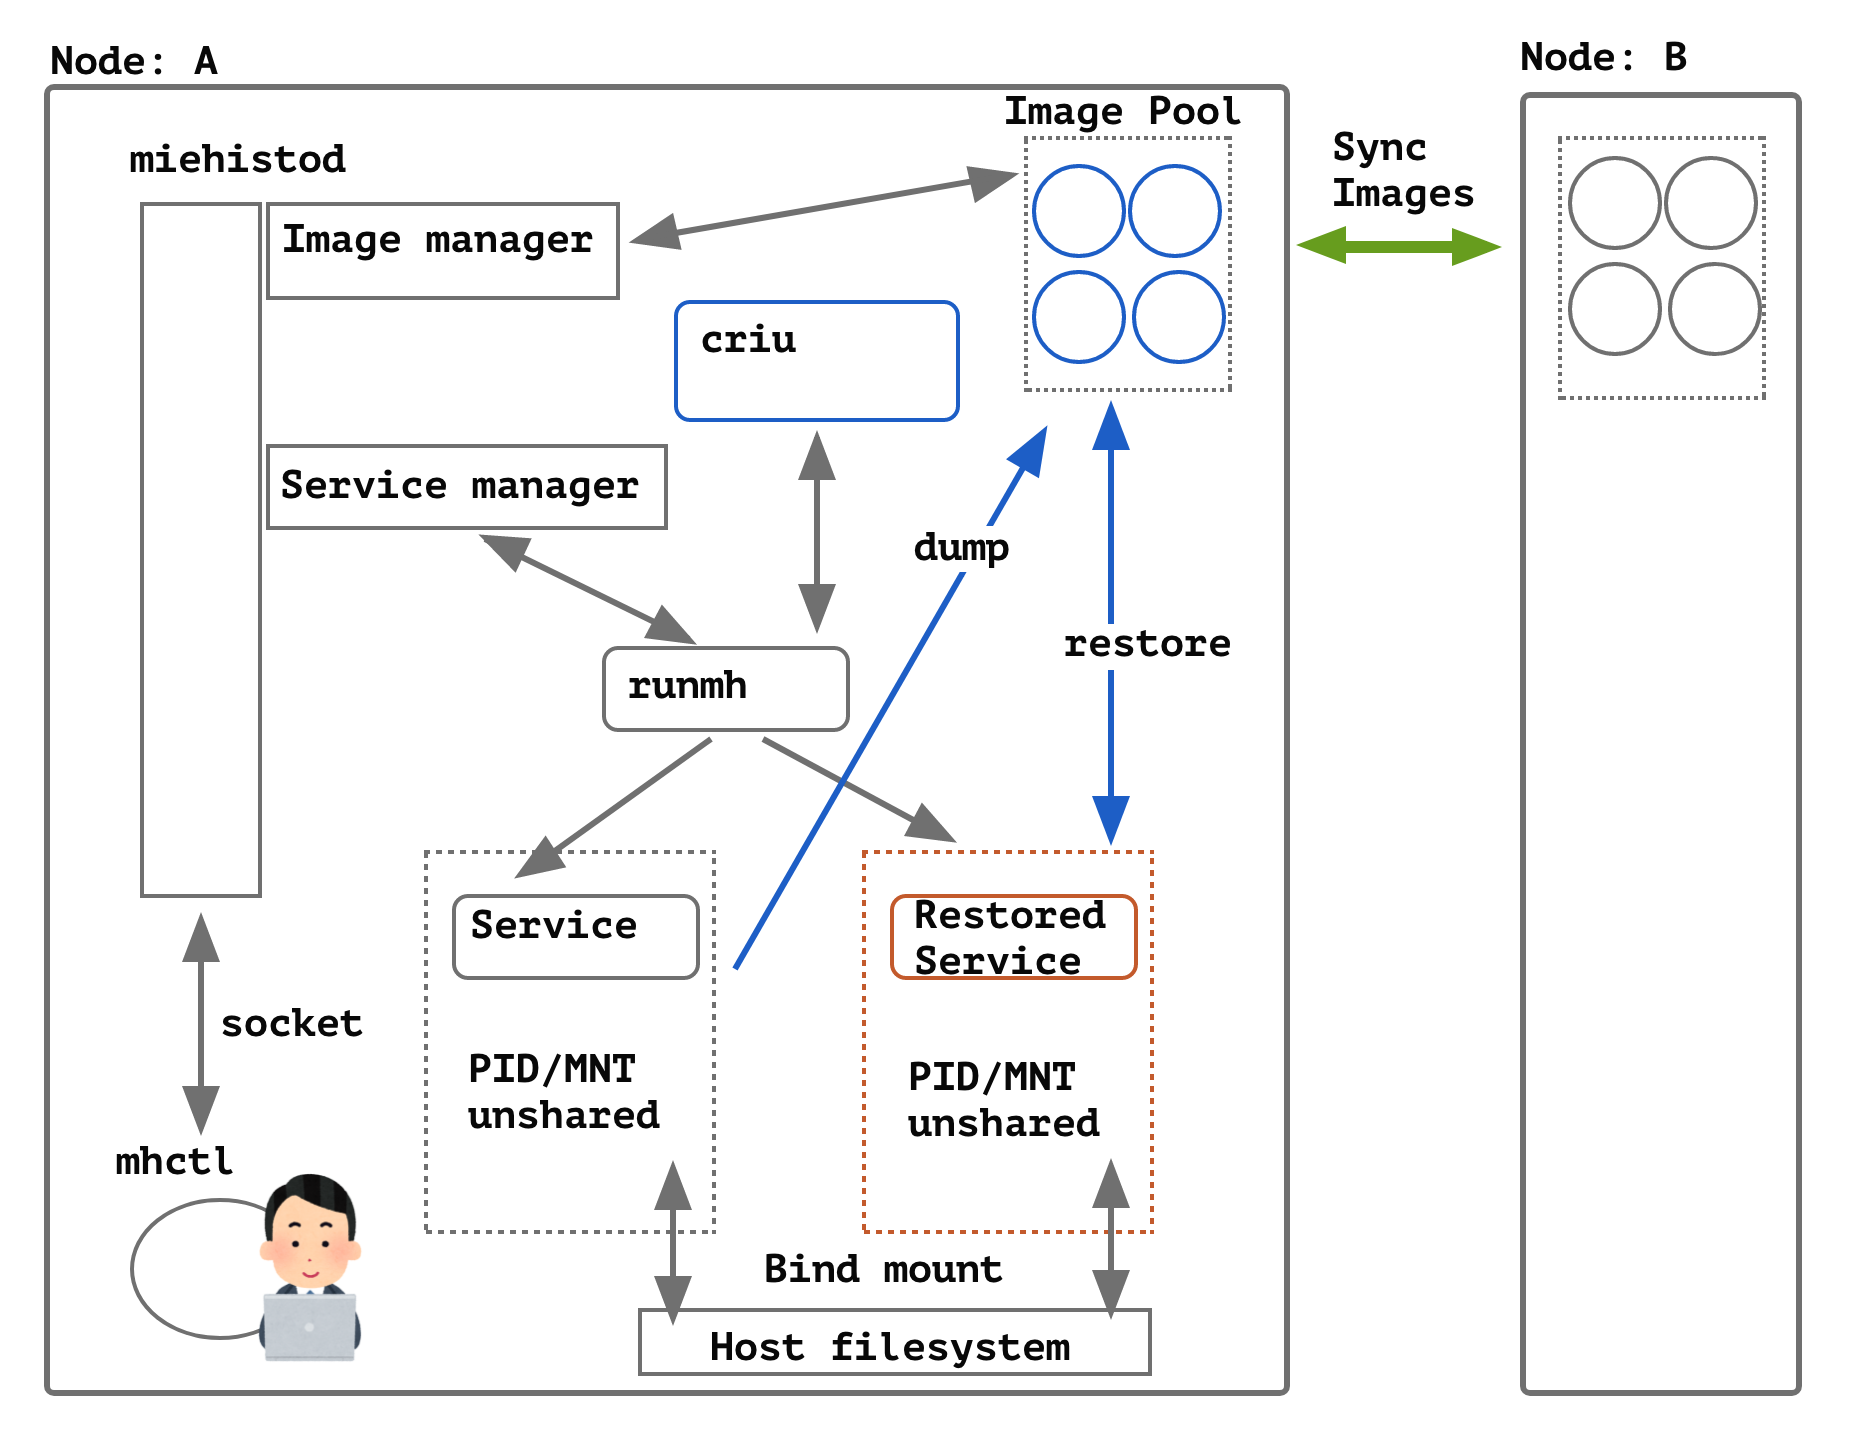 Node: A
Node: B
Image Pool
Sync
Images
miehistod
Image manager
criu
Service manager
dump
restore
runmh
Service
Restored
Service
socket
PID/MNT
unshared
PID/MNT
unshared
mhctl
Bind mount
Host filesystem